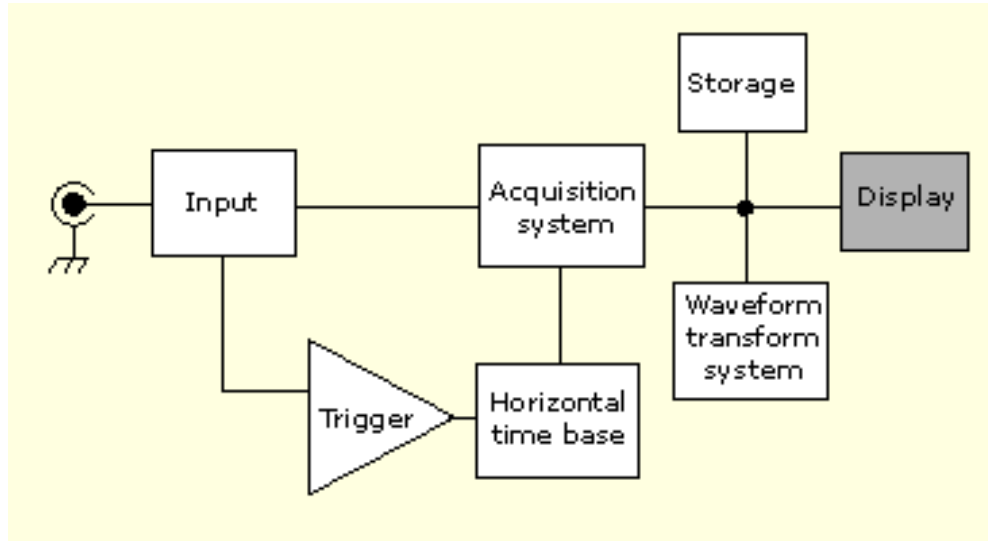 Storage
Input
Acquisition
system
Display
Waveform
transform
system
Trigger
Horizontal
time base